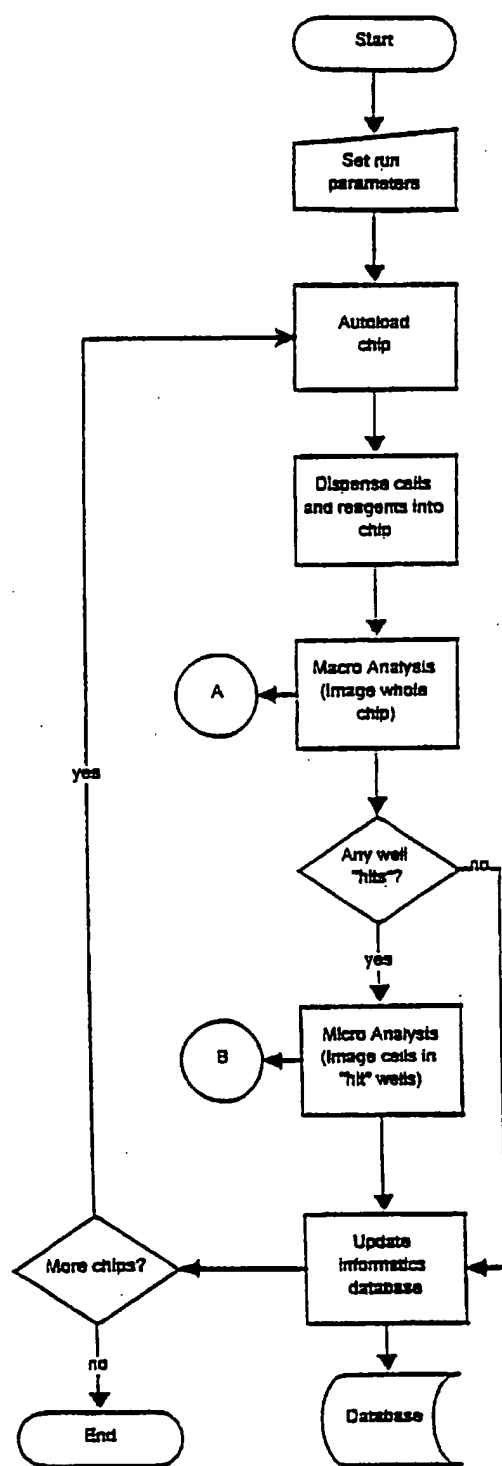 Start
Set run
parameters
Autoload
chip
Dispense cells
and reagents into
chip
Macro Analysis
(Image whole
chip)
A
yes
Any well
"hits"?
no
yes
Micro Analysis
(Image cells in
"hit" wells)
B
Update
informatics
database
More chips?
no
End
Database